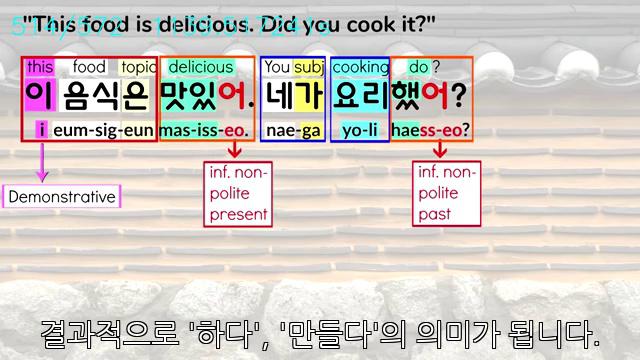 "This food is delicious. Did you cook it?"
this food topic delicious You subj cooking do ?
이 음식은 맛있어. 네가 요리했어?
i eum-sig-eun mas-iss-eo. nae-ga yo-li haess-eo?
Demonstrative
inf. non-
polite
present
inf. non-
polite
past
결과적으로 '하다', '만들다'의 의미가 됩니다.